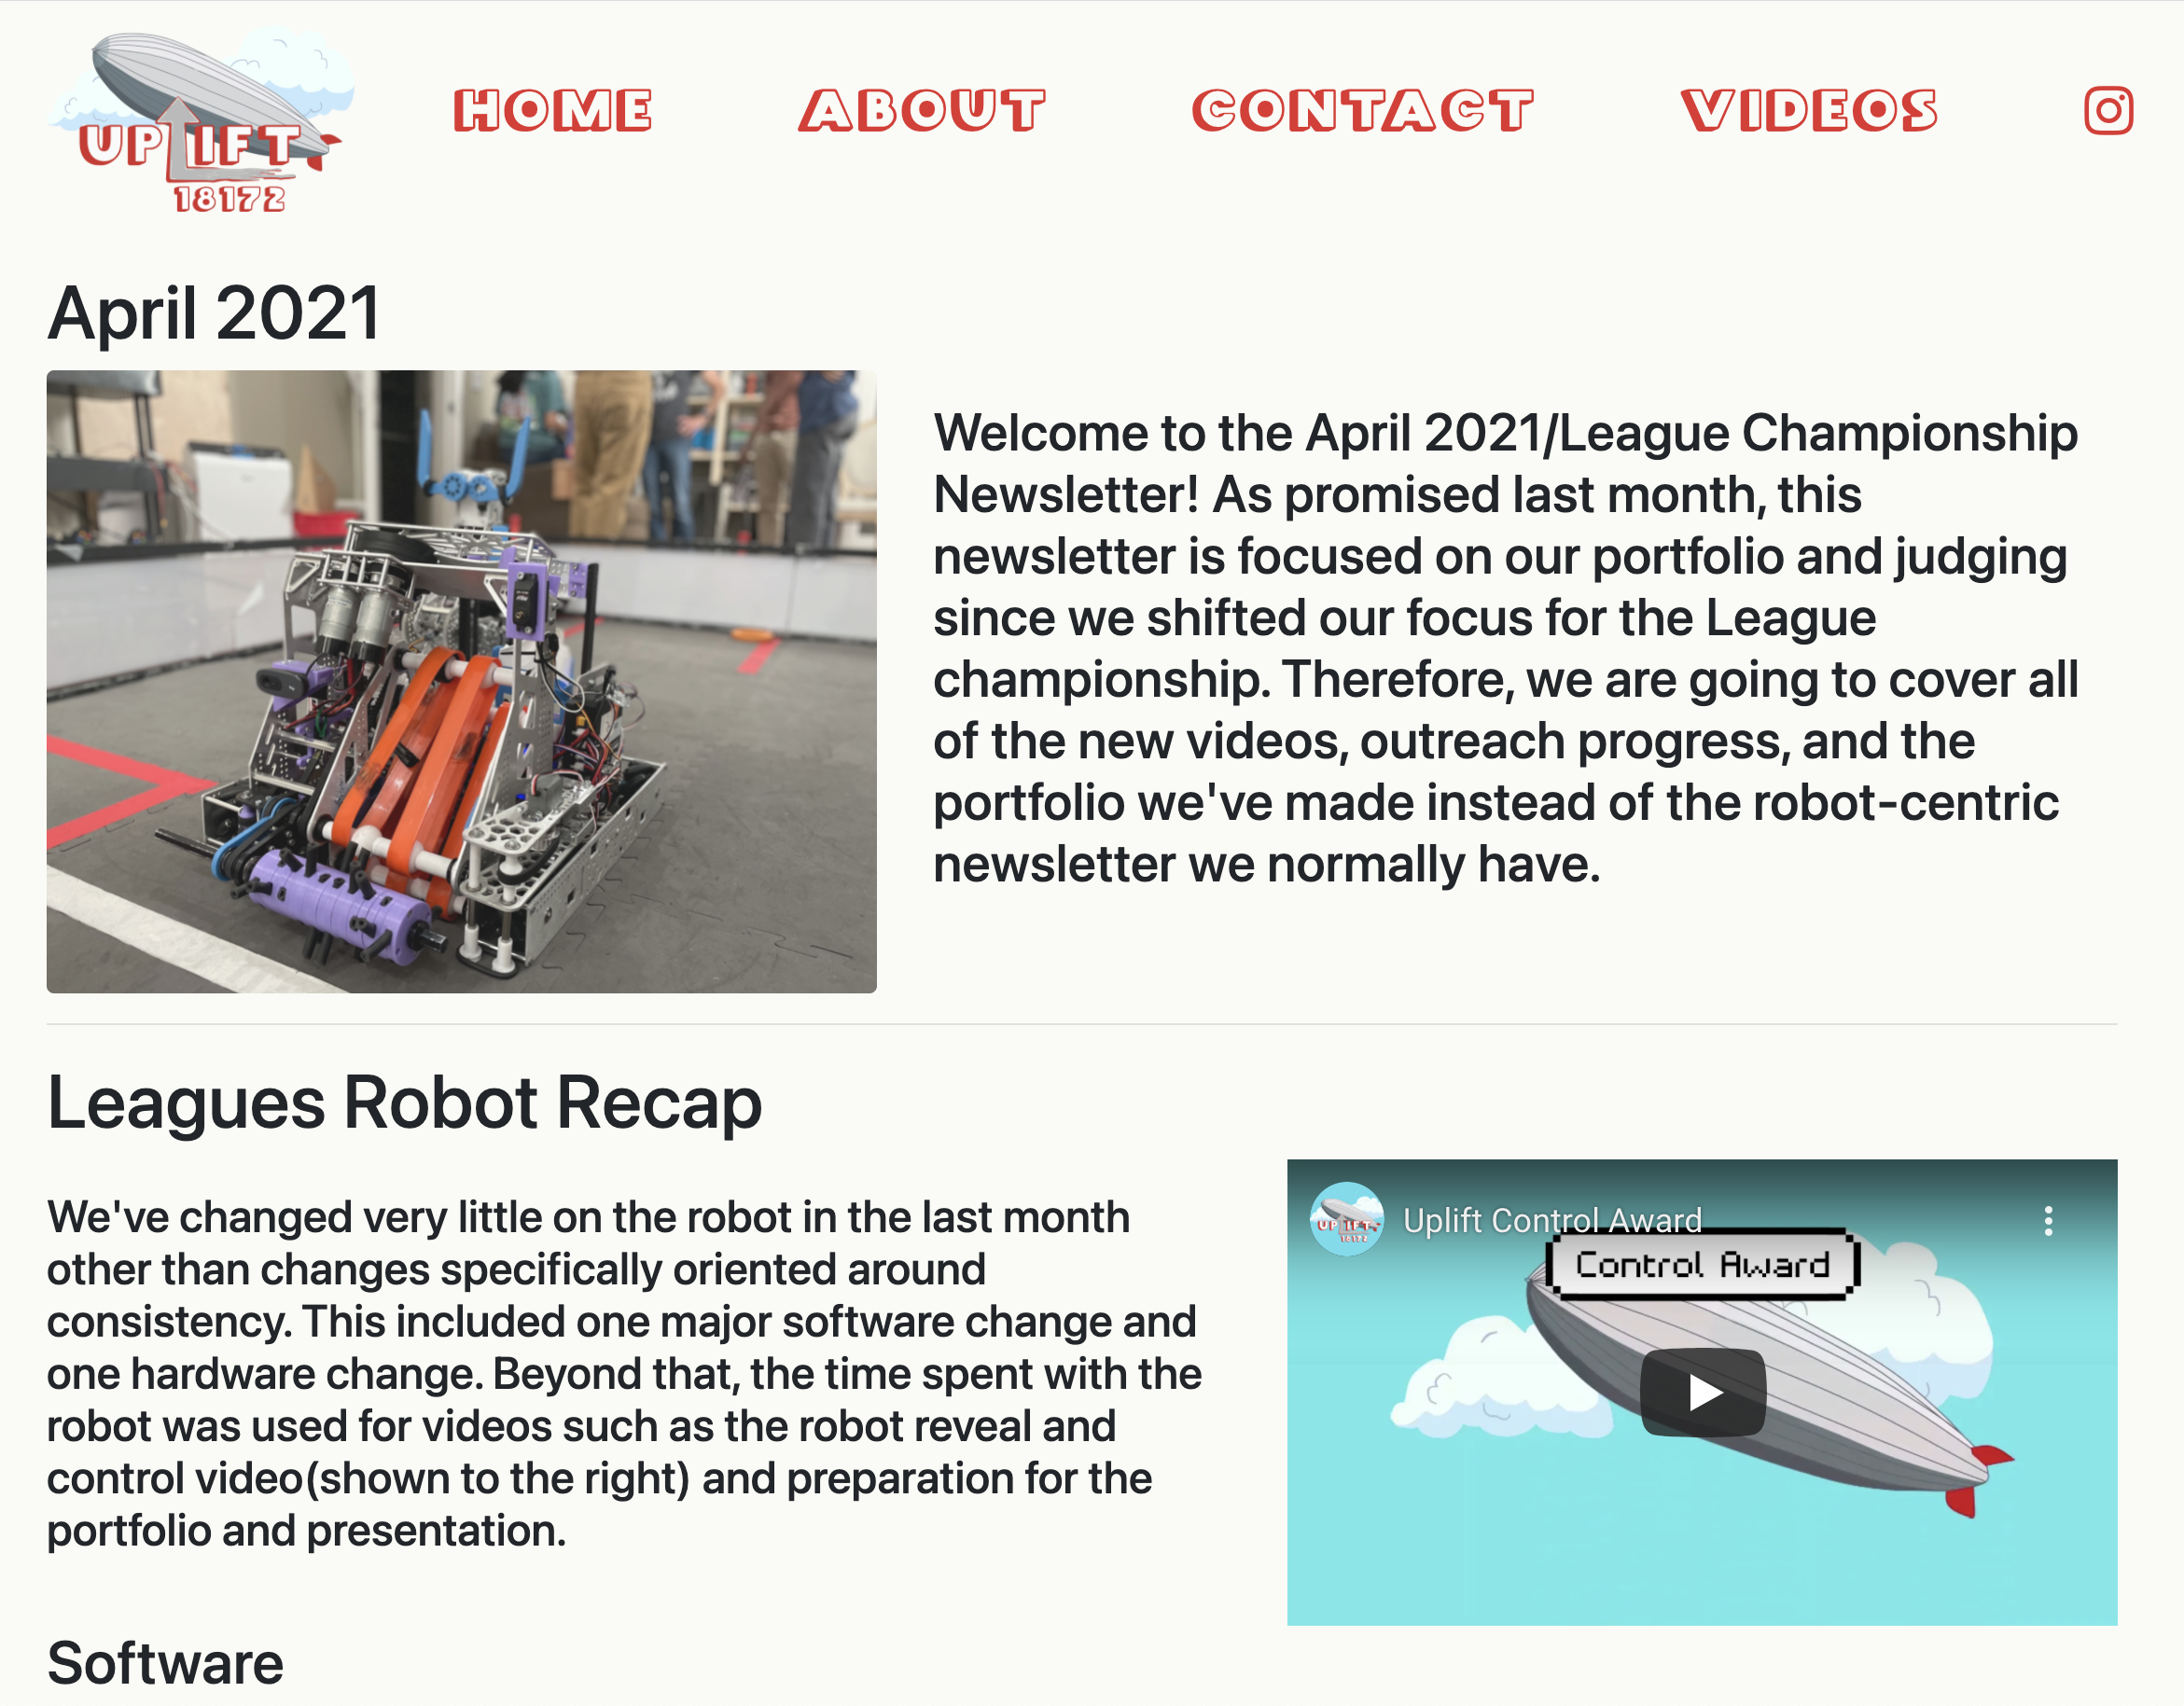 UPLIFT
18172
HOME
ABOUT
CONTACT
VIDEOS
April 2021
Welcome to the April 2021/League Championship
Newsletter! As promised last month, this
newsletter is focused on our portfolio and judging
since we shifted our focus for the League
championship. Therefore, we are going to cover all
of the new videos, outreach progress, and the
portfolio we've made instead of the robot-centric
newsletter we normally have.
Leagues Robot Recap
We've changed very little on the robot in the last month
other than changes specifically oriented around
consistency. This included one major software change and
one hardware change. Beyond that, the time spent with the
robot was used for videos such as the robot reveal and
control video(shown to the right) and preparation for the
portfolio and presentation.
UPLIFT
18172
Uplift Control Award
Control Award
Software